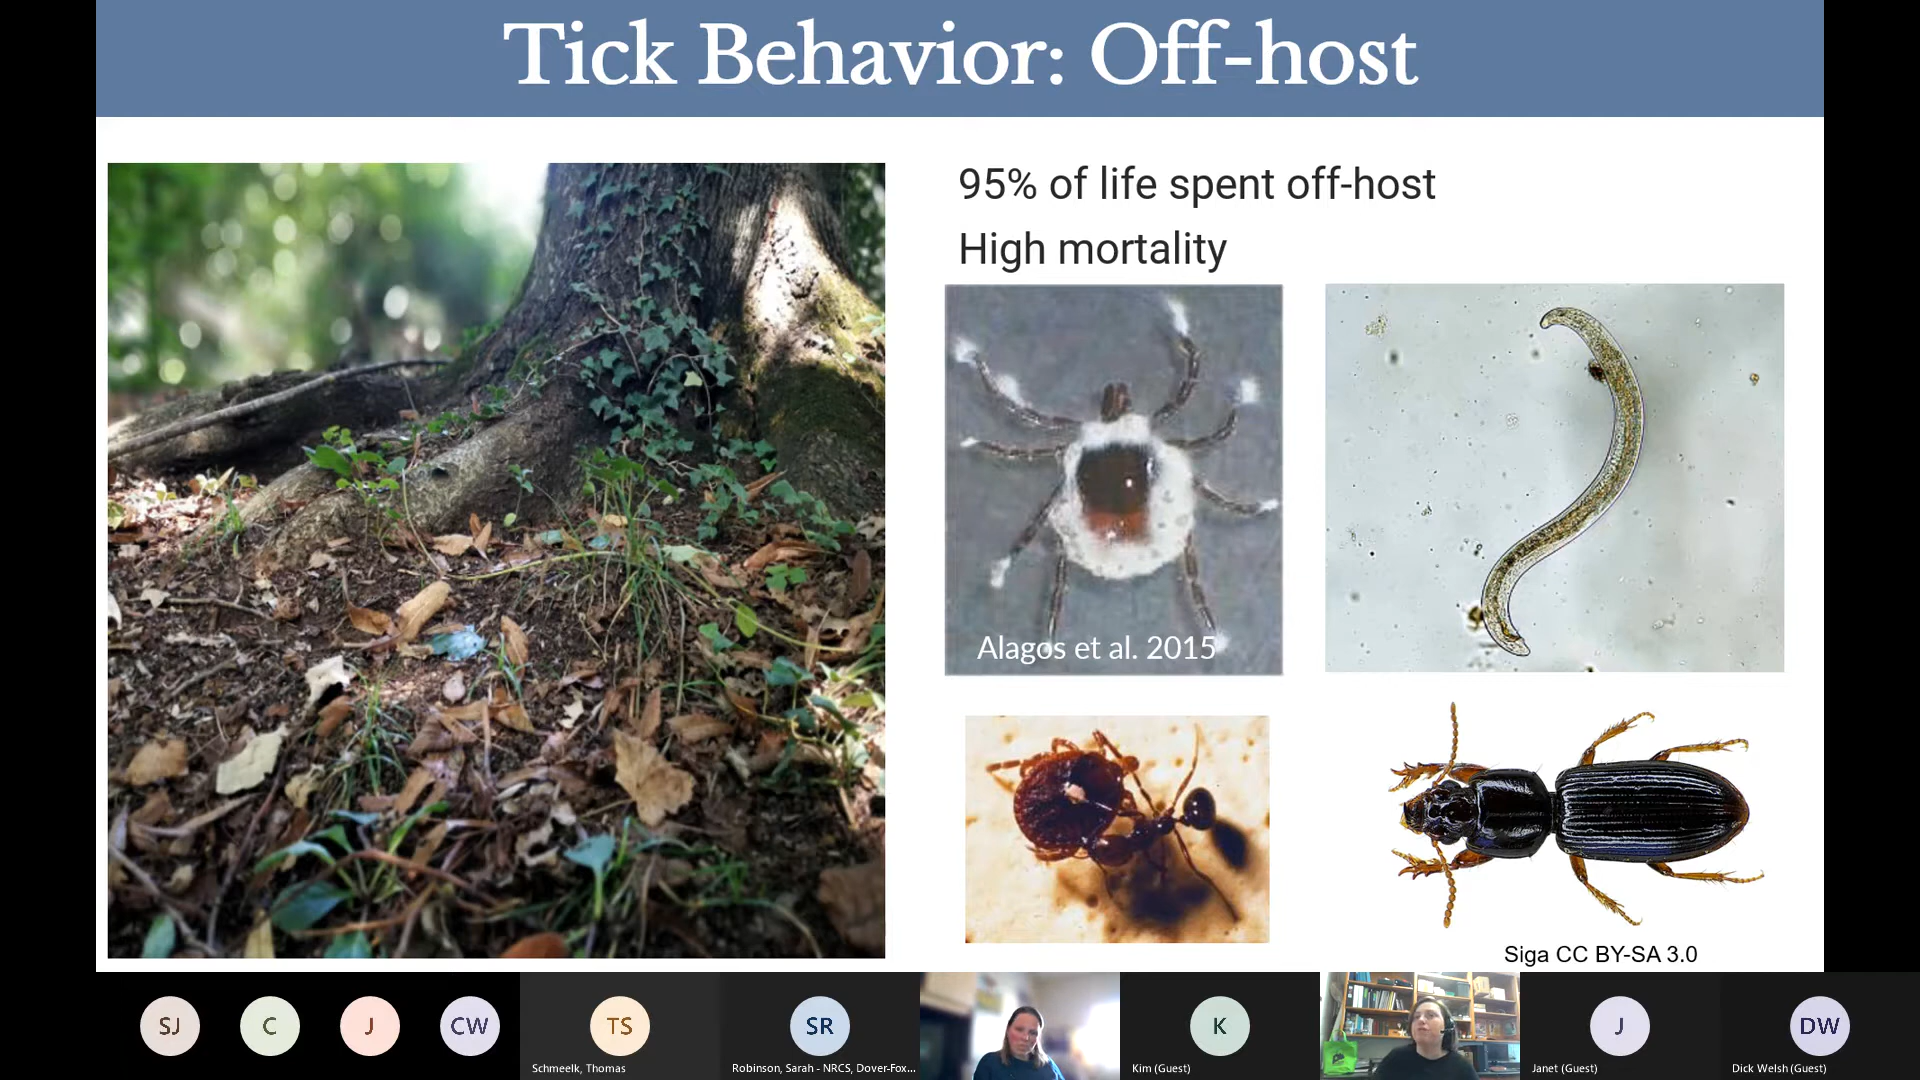 Tick Behavior: Off-host
95% of life spent off-host
High mortality
Alagos et al. 2015
Siga CC BY-SA 3.0
SJ
C
J
CW
TS
Schmeelk, Thomas
SR
Robinson, Sarah - NRCS, Dover-Fox...
K
Kim (Guest)
J
Janet (Guest)
DW
Dick Welsh (Guest)